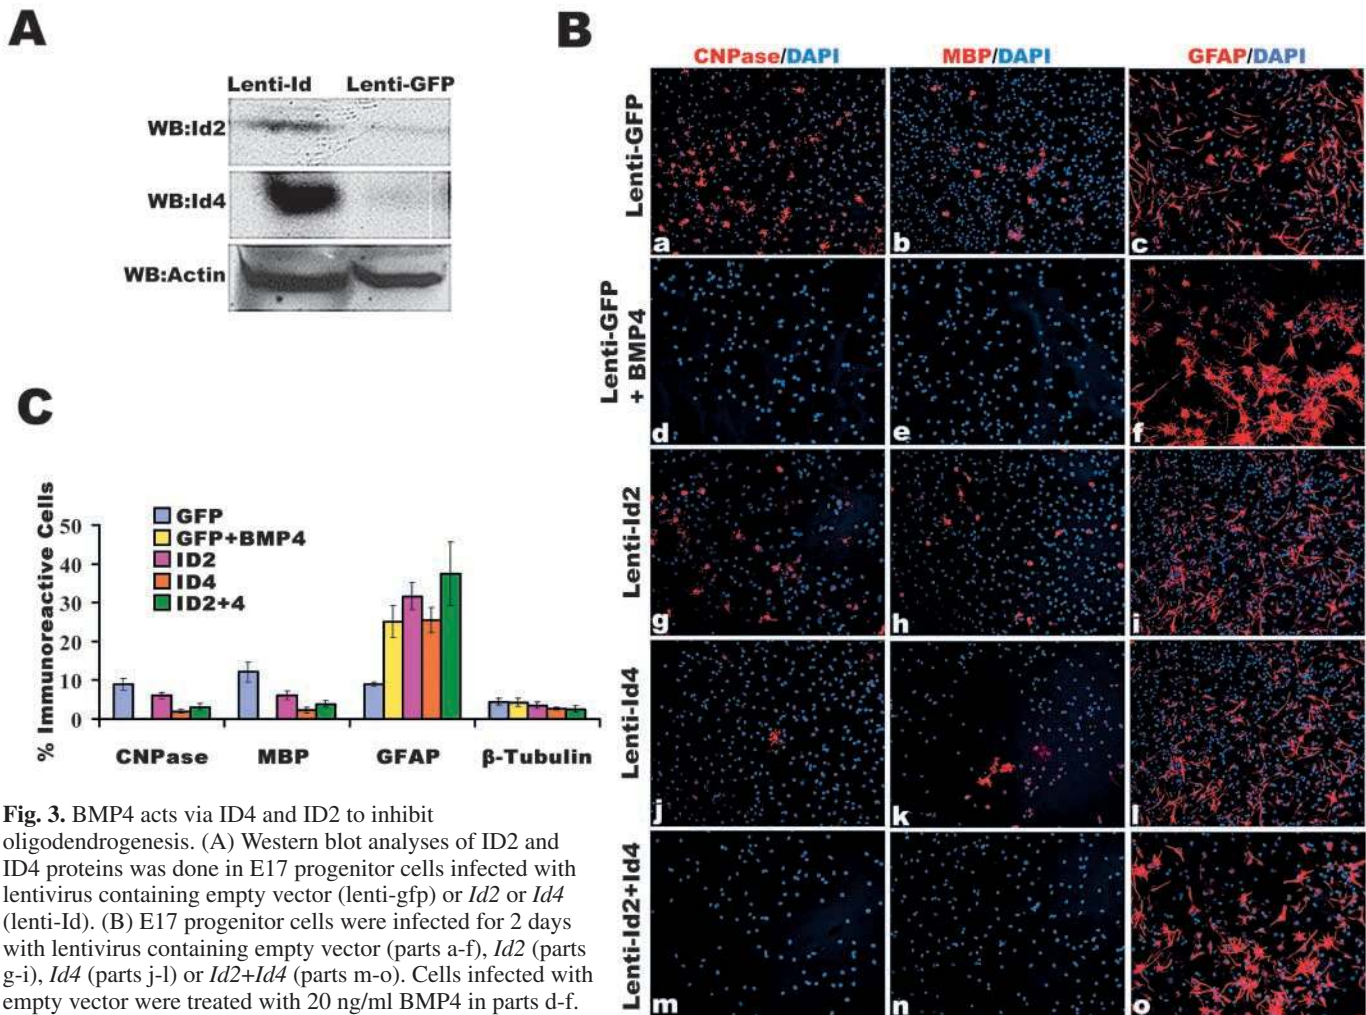 A
Lenti-Id Lenti-GFP
WB:Id2
WB:Id4
WB:Actin
B
CNPase/DAPI MBP/DAPI GFAP/DAPI
Lenti-GFP
a b c
Lenti-GFP
+ BMP4
d e f
Lenti-Id2
g h i
Lenti-Id4
j k l
Lenti-Id2+Id4
m n o
C
% Immunoreactive Cells
50
40
30
20
10
0
GFP
GFP+BMP4
ID2
ID4
ID2+4
CNPase MBP GFAP β-Tubulin
Fig. 3. BMP4 acts via ID4 and ID2 to inhibit
oligodendrogenesis. (A) Western blot analyses of ID2 and
ID4 proteins was done in E17 progenitor cells infected with
lentivirus containing empty vector (lenti-gfp) or Id2 or Id4
(lenti-Id). (B) E17 progenitor cells were infected for 2 days
with lentivirus containing empty vector (parts a-f), Id2 (parts
g-i), Id4 (parts j-l) or Id2+Id4 (parts m-o). Cells infected with
empty vector were treated with 20 ng/ml BMP4 in parts d-f.